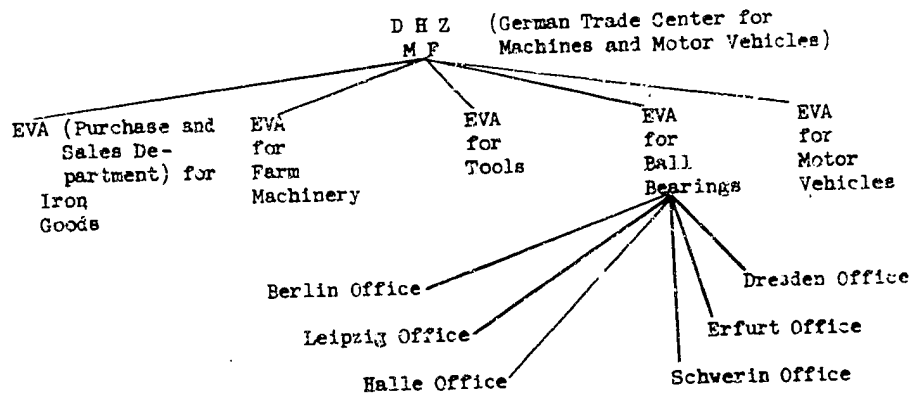 D H Z (German Trade Center for
M F Machines and Motor Vehicles)
EVA (Purchase and
Sales De-
partment) for
Iron
Goods
EVA
for
Farm
Machinery
EVA
for
Tools
EVA
for
Ball
Bearings
EVA
for
Motor
Vehicles
Berlin Office
Leipzig Office
Halle Office
Dresden Office
Erfurt Office
Schwerin Office